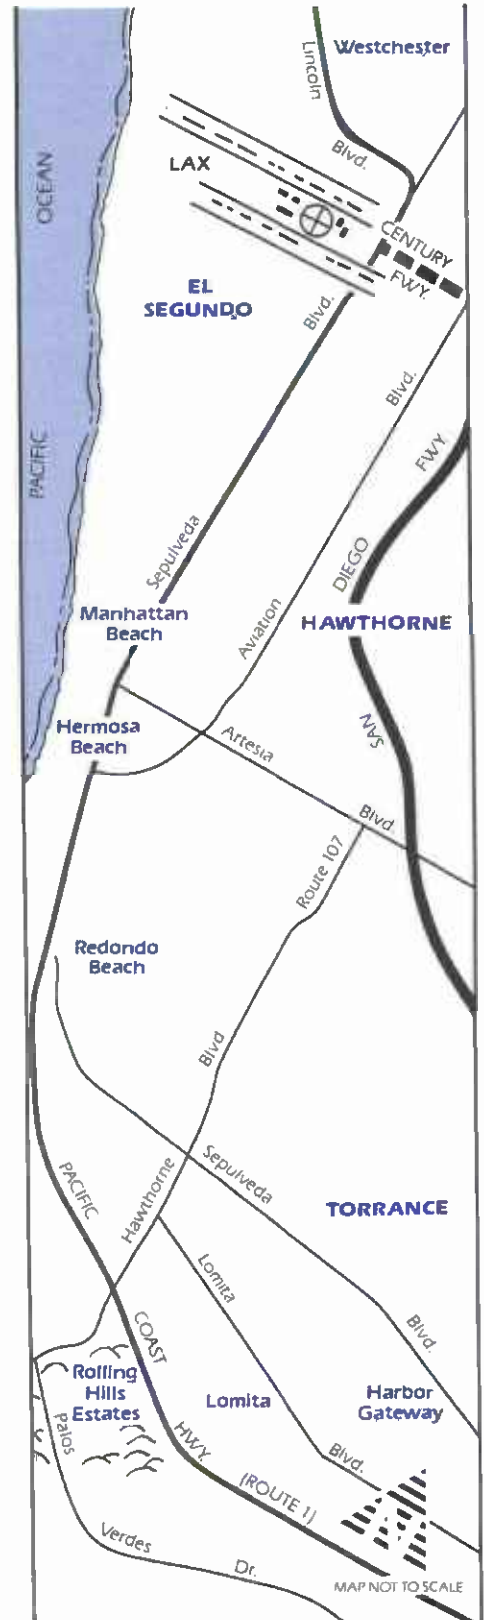 Westchester
Lincoln
Blvd.
OCEAN
LAX
CENTURY
FWY.
EL
SEGUNDO
Blvd.
Blvd.
FWY
PACIFIC
Sepulveda
DIEGO
Manhattan
Beach
Aviation
HAWTHORNE
Hermosa
Beach
Artesia
SAN
Blvd.
Route 107
Redondo
Beach
Blvd
Sepulveda
PACIFIC
Hawthorne
TORRANCE
Lomita
COAST
Blvd.
Rolling
Hills
Estates
Lomita
Harbor
Gateway
Palos
HWY.
Blvd.
(ROUTE 1)
Verdes
Dr.
MAP NOT TO SCALE